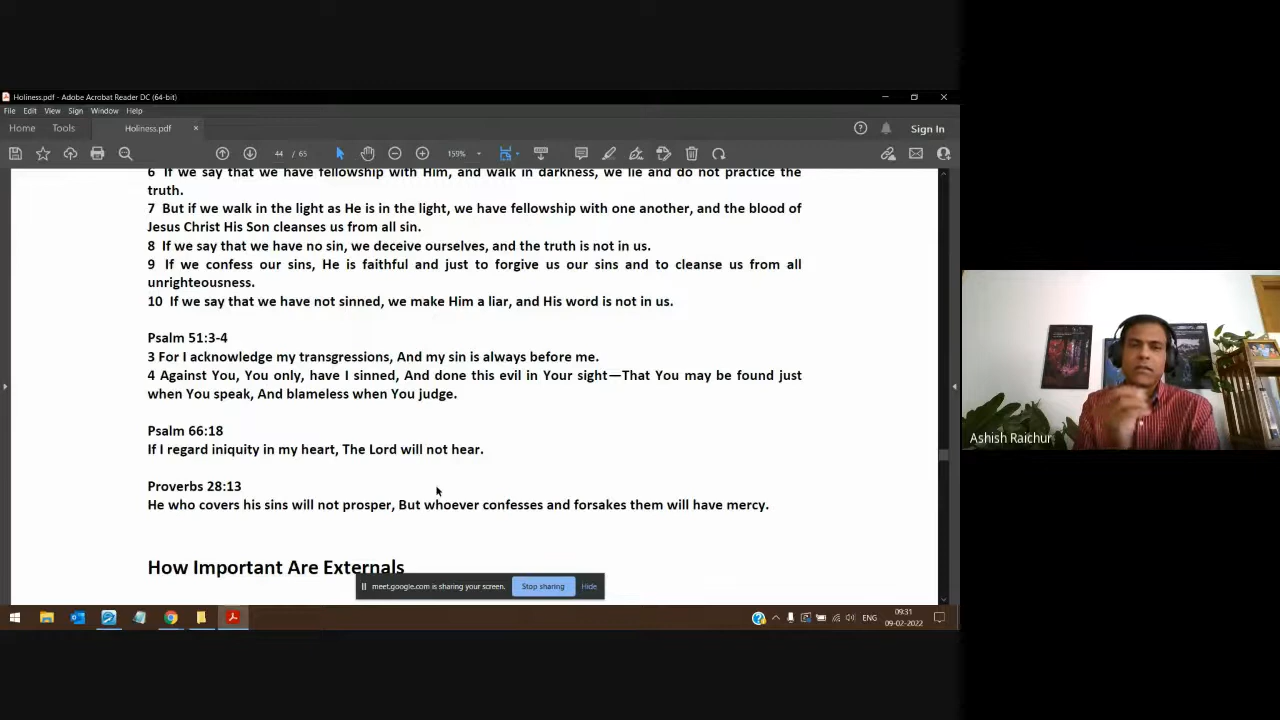 Holiness.pdf - Adobe Acrobat Reader DC (64-bit)
File Edit View Sign Window Help
Home Tools Holiness.pdf × Sign In
44 / 65 159%
6 If we say that we have fellowship with Him, and walk in darkness, we lie and do not practice the
truth.
7 But if we walk in the light as He is in the light, we have fellowship with one another, and the blood of
Jesus Christ His Son cleanses us from all sin.
8 If we say that we have no sin, we deceive ourselves, and the truth is not in us.
9 If we confess our sins, He is faithful and just to forgive us our sins and to cleanse us from all
unrighteousness.
10 If we say that we have not sinned, we make Him a liar, and His word is not in us.
Psalm 51:3-4
3 For I acknowledge my transgressions, And my sin is always before me.
4 Against You, You only, have I sinned, And done this evil in Your sight—That You may be found just
when You speak, And blameless when You judge.
Psalm 66:18
If I regard iniquity in my heart, The Lord will not hear.
Proverbs 28:13
He who covers his sins will not prosper, But whoever confesses and forsakes them will have mercy.
How Important Are Externals
meet.google.com is sharing your screen. Stop sharing Hide
ENG
09:31
09-02-2022
Ashish Raichur